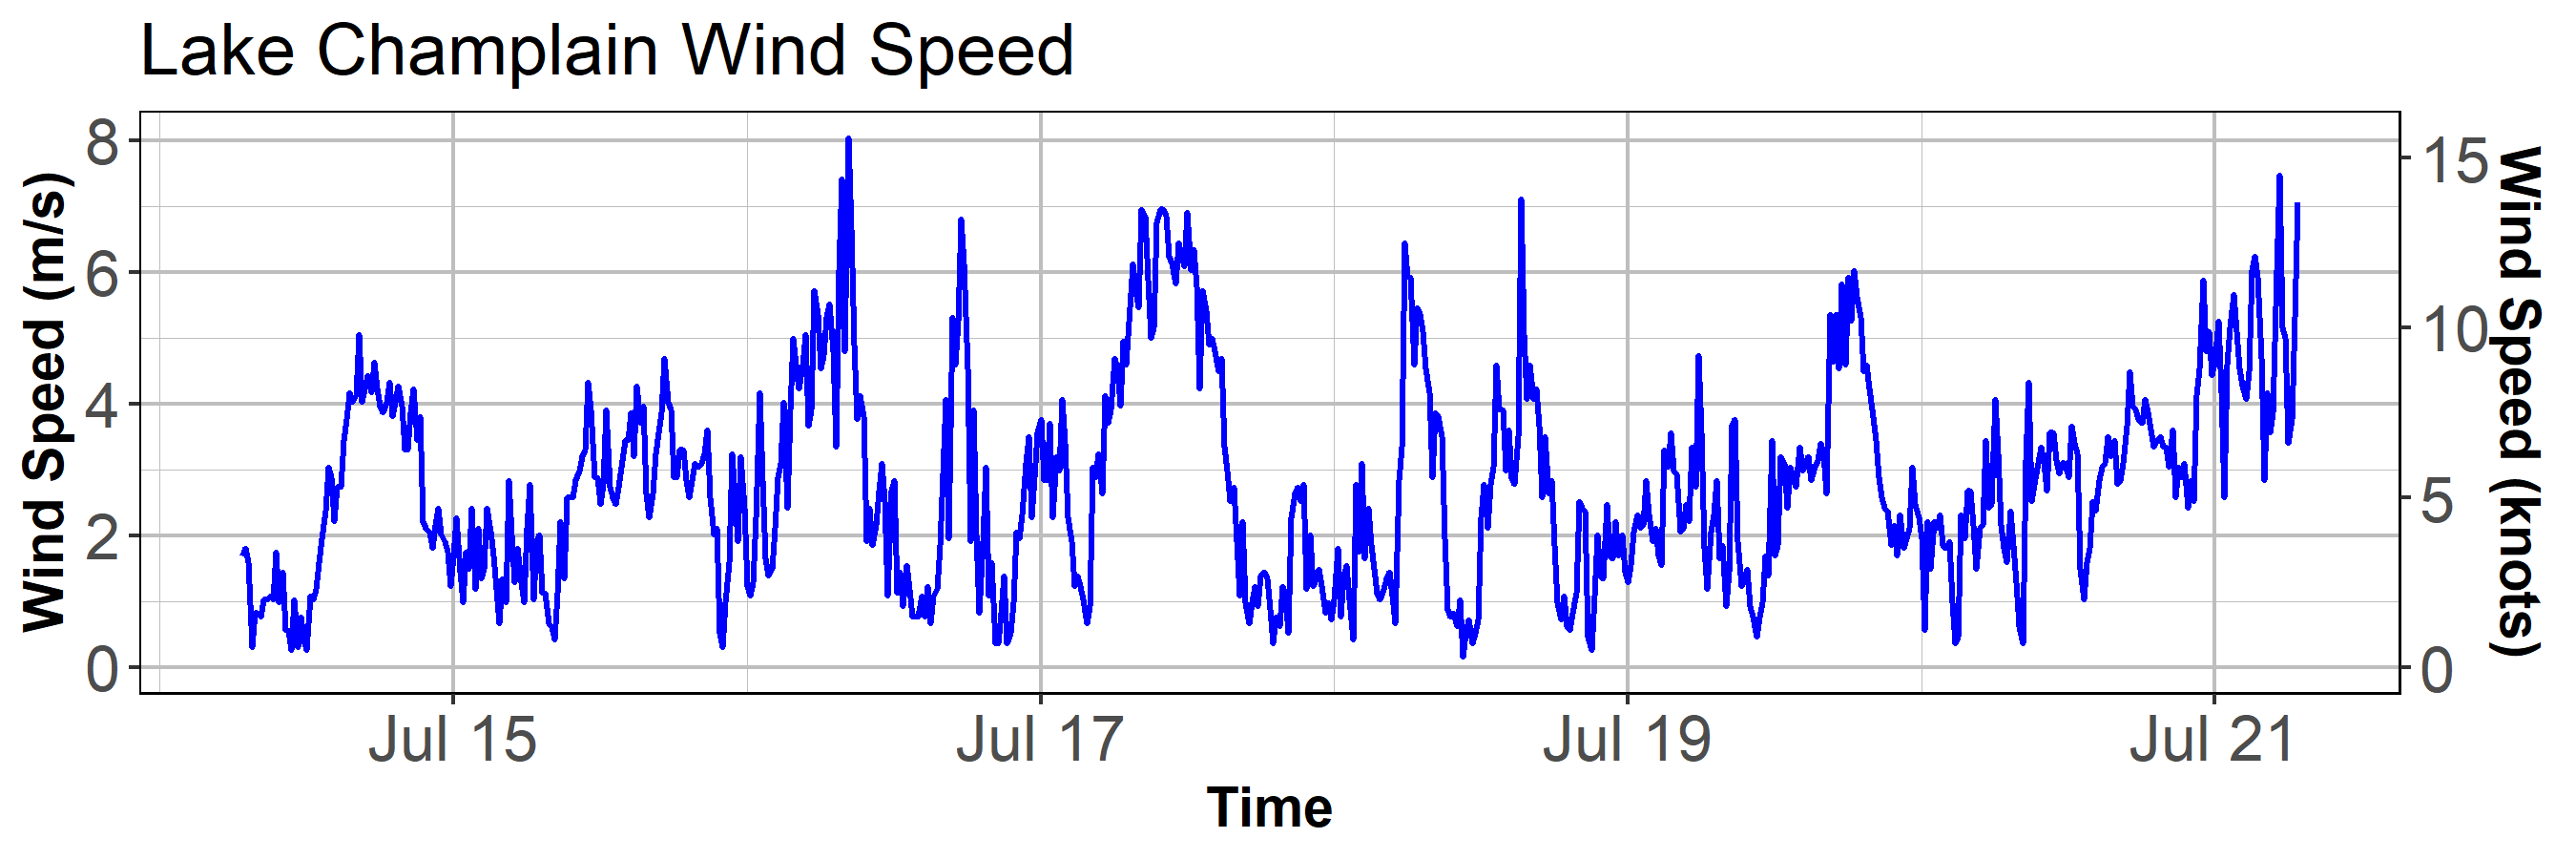 Lake Champlain Wind Speed
Wind Speed (m/s)
8
6
4
2
0
15
10
5
0
Wind Speed (knots)
Jul 15
Jul 17
Jul 19
Jul 21
Time